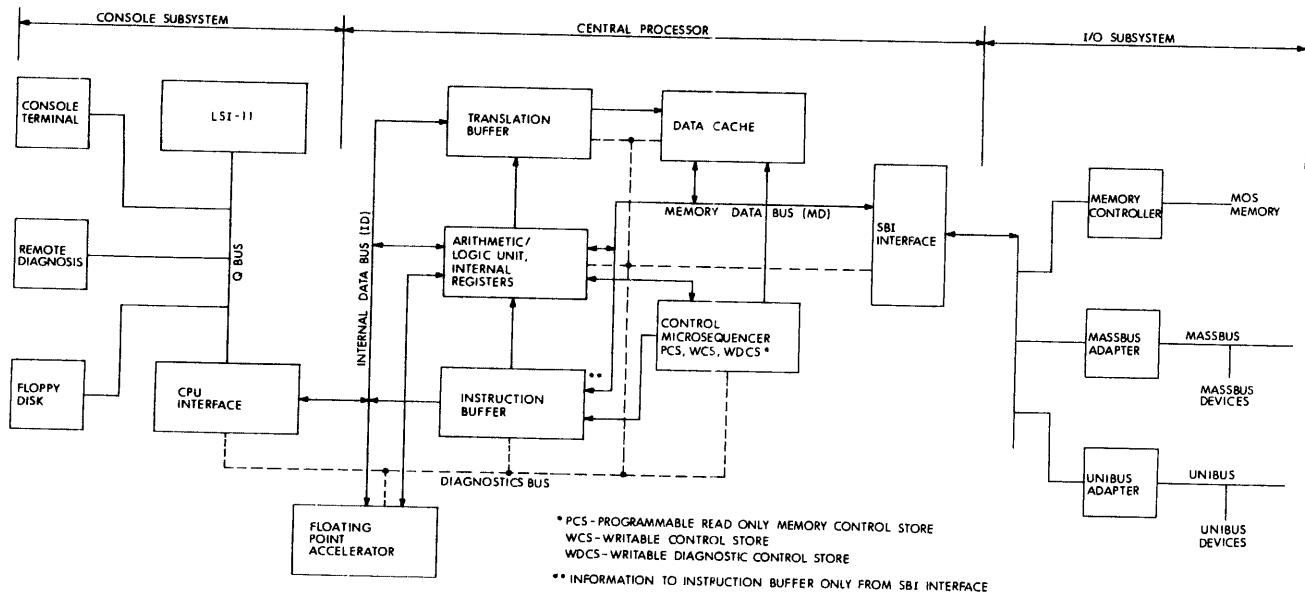 CONSOLE SUBSYSTEM
CENTRAL PROCESSOR
I/O SUBSYSTEM
CONSOLE
TERMINAL
LSI-11
TRANSLATION
BUFFER
DATA CACHE
MEMORY DATA BUS (MD)
SBI
INTERFACE
MEMORY
CONTROLLER
MOS
MEMORY
REMOTE
DIAGNOSIS
Q BUS
INTERNAL DATA BUS (ID)
ARITHMETIC/
LOGIC UNIT,
INTERNAL
REGISTERS
CONTROL
MICROSEQUENCER
PCS, WCS, WDCS*
MASSBUS
ADAPTER
MASSBUS
MASSBUS
DEVICES
FLOPPY
DISK
CPU
INTERFACE
INSTRUCTION
BUFFER
**
DIAGNOSTICS BUS
UNIBUS
ADAPTER
UNIBUS
UNIBUS
DEVICES
FLOATING
POINT
ACCELERATOR
* PCS-PROGRAMMABLE READ ONLY MEMORY CONTROL STORE
WCS-WRITABLE CONTROL STORE
WDCS-WRITABLE DIAGNOSTIC CONTROL STORE
** INFORMATION TO INSTRUCTION BUFFER ONLY FROM SBI INTERFACE